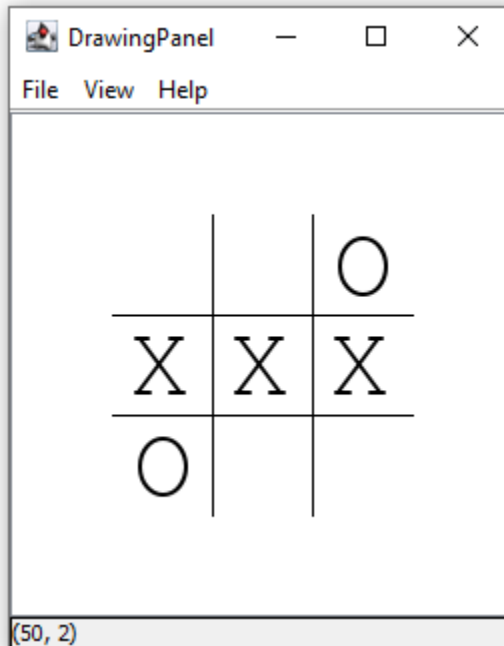 DrawingPanel
File View Help
O
X X X
O
(50, 2)